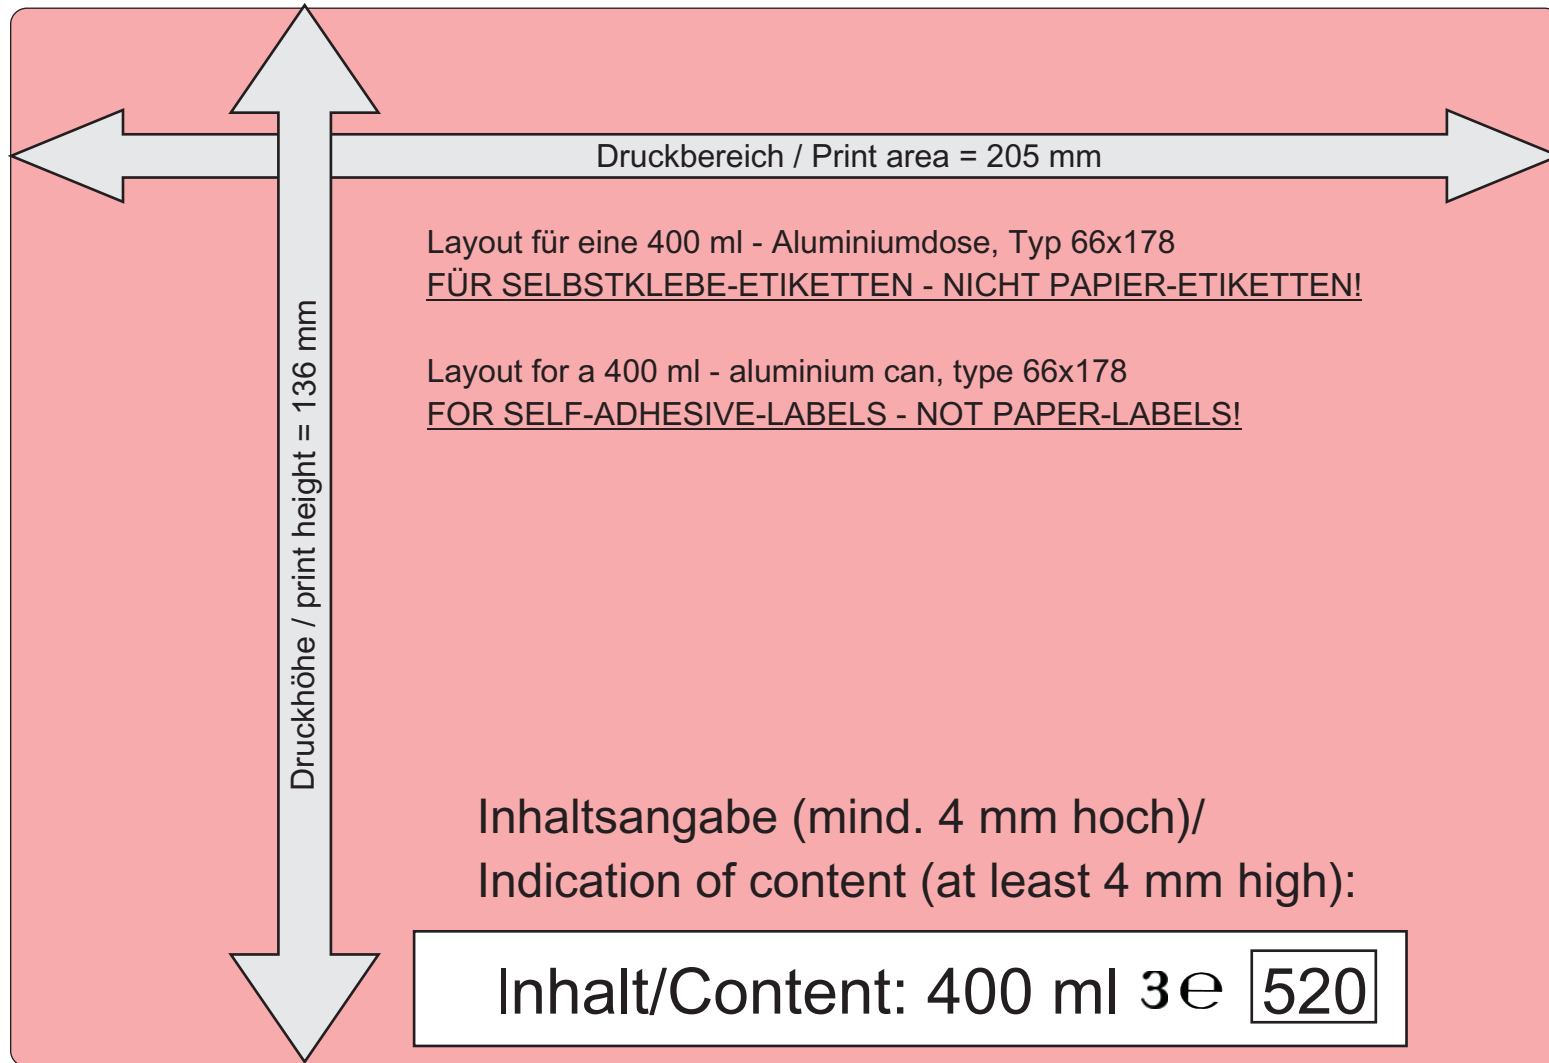 Druckbereich / Print area = 205 mm
Druckhöhe / print height = 136 mm
Layout für eine 400 ml - Aluminiumdose, Typ 66x178
FÜR SELBSTKLEBE-ETIKETTEN - NICHT PAPIER-ETIKETTEN!
Layout for a 400 ml - aluminium can, type 66x178
FOR SELF-ADHESIVE-LABELS - NOT PAPER-LABELS!
Inhaltsangabe (mind. 4 mm hoch)/
Indication of content (at least 4 mm high):
Inhalt/Content: 400 ml 3 ℮ 520